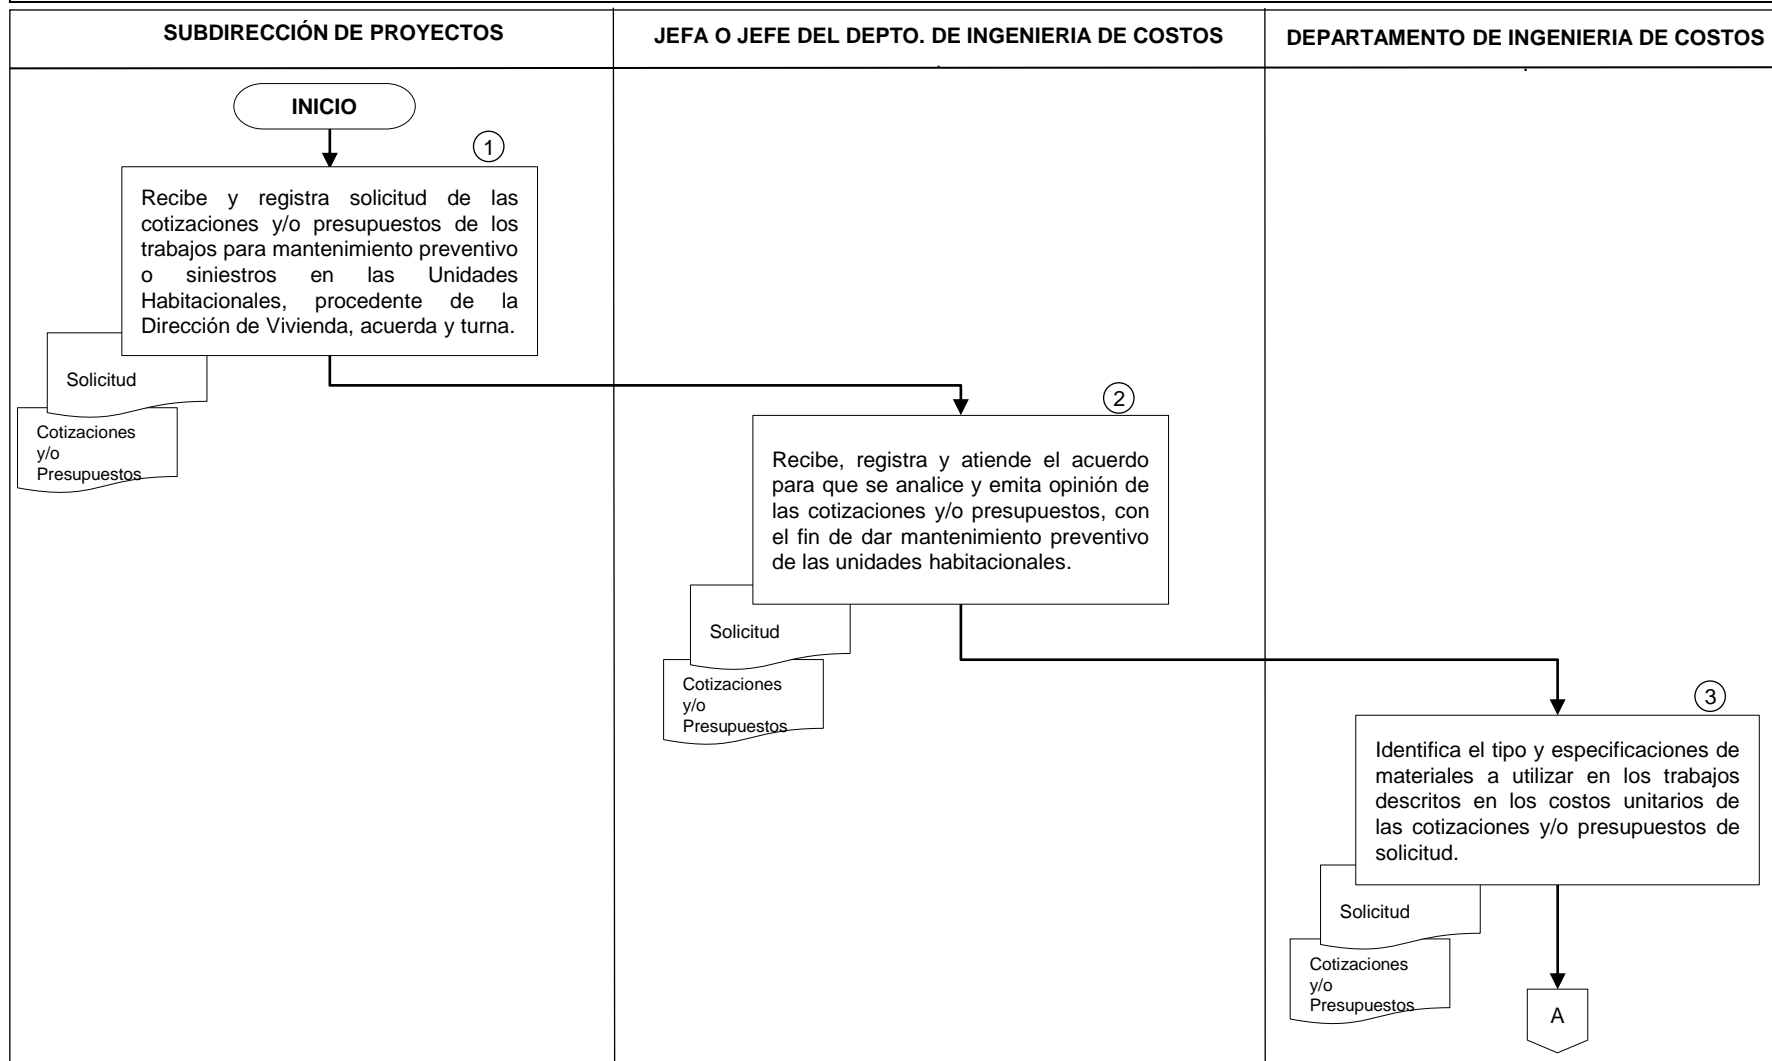 SUBDIRECCIÓN DE PROYECTOS
JEFA O JEFE DEL DEPTO. DE INGENIERIA DE COSTOS
.
DEPARTAMENTO DE INGENIERIA DE COSTOS
.
INICIO
1
Recibe y registra solicitud de las
cotizaciones y/o presupuestos de los
trabajos para mantenimiento preventivo
o siniestros en las Unidades
Habitacionales, procedente de la
Dirección de Vivienda, acuerda y turna.
Solicitud
Cotizaciones
y/o
Presupuestos
2
Recibe, registra y atiende el acuerdo
para que se analice y emita opinión de
las cotizaciones y/o presupuestos, con
el fin de dar mantenimiento preventivo
de las unidades habitacionales.
Solicitud
Cotizaciones
y/o
Presupuestos
3
Identifica el tipo y especificaciones de
materiales a utilizar en los trabajos
descritos en los costos unitarios de
las cotizaciones y/o presupuestos de
solicitud.
Solicitud
Cotizaciones
y/o
Presupuestos
A